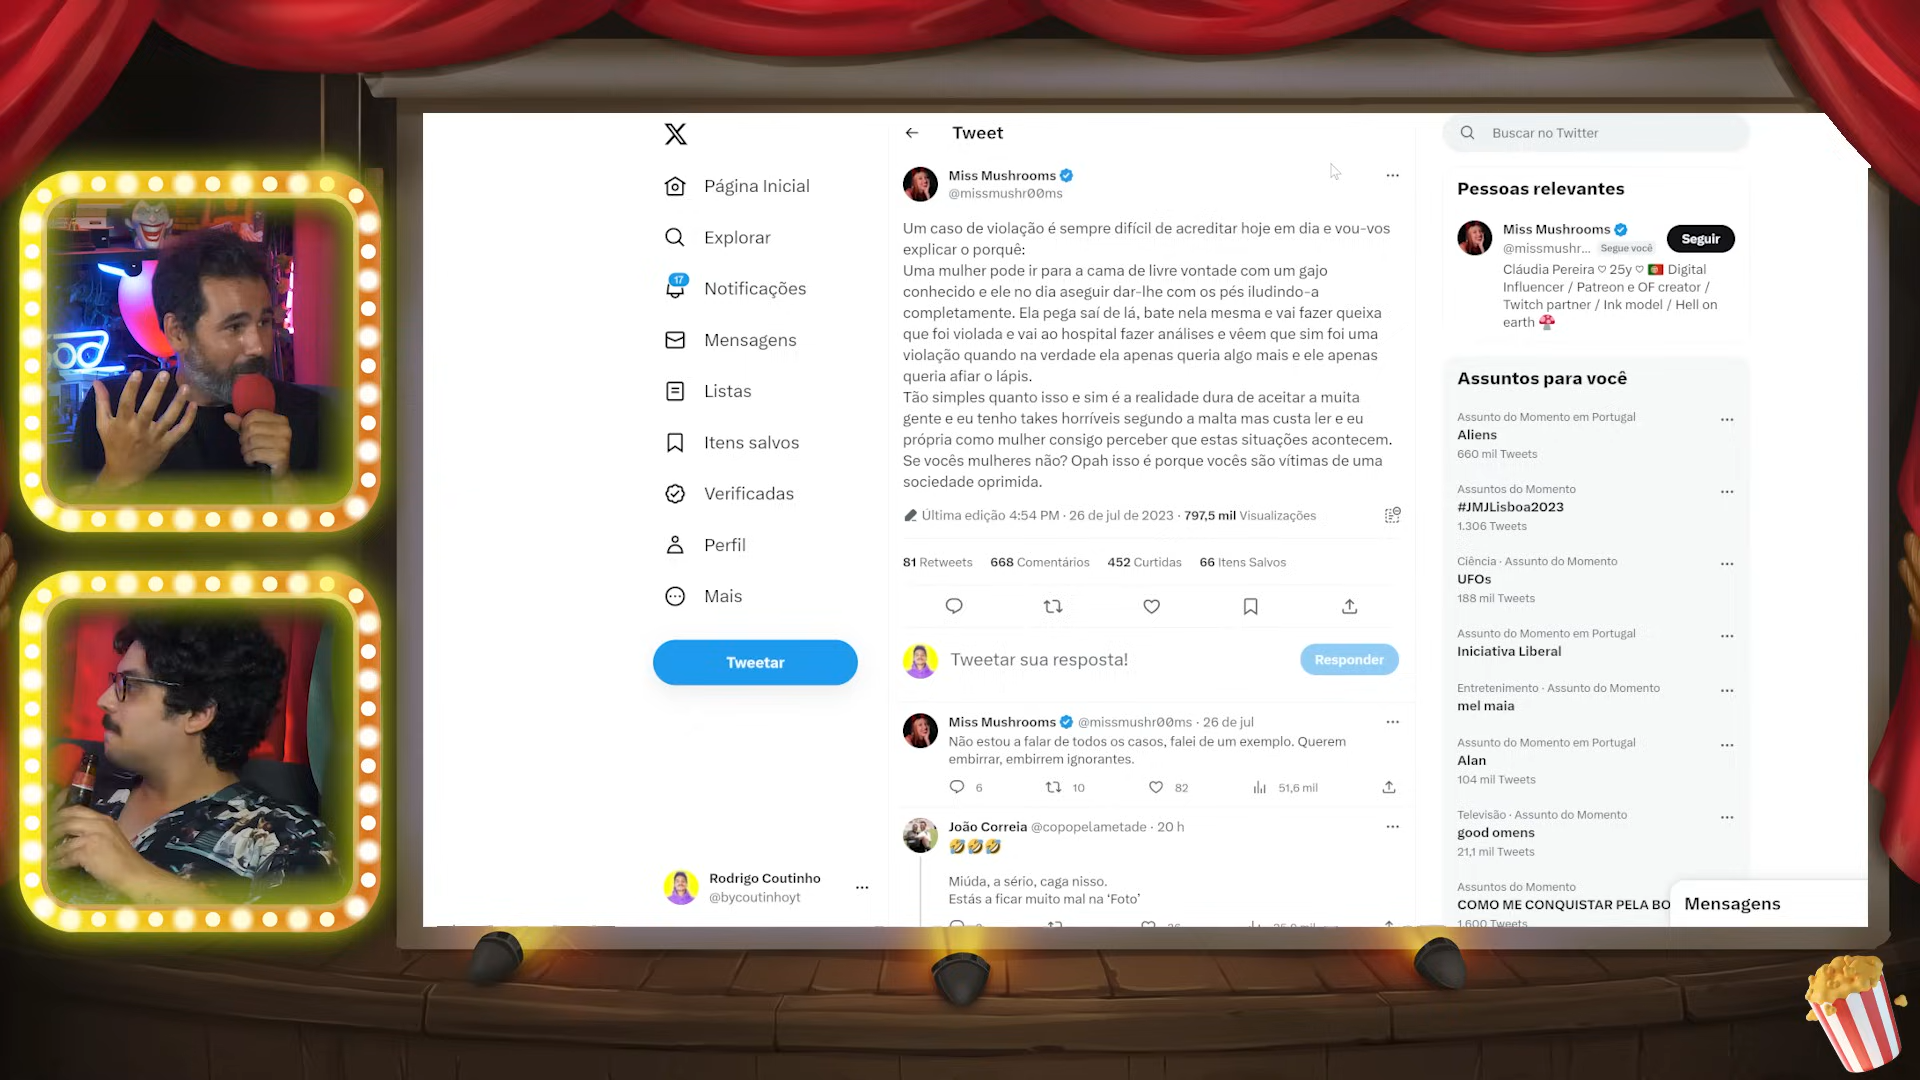 Tweet
Buscar no Twitter
Página Inicial
Explorar
17
Notificações
Mensagens
Listas
Itens salvos
Verificadas
Perfil
Mais
Tweetar
Rodrigo Coutinho
@bycoutinhoyt
Miss Mushrooms
@missmushr00ms
Um caso de violação é sempre difícil de acreditar hoje em dia e vou-vos
explicar o porquê:
Uma mulher pode ir para a cama de livre vontade com um gajo
conhecido e ele no dia aseguir dar-lhe com os pés iludindo-a
completamente. Ela pega saí de lá, bate nela mesma e vai fazer queixa
que foi violada e vai ao hospital fazer análises e vêem que sim foi uma
violação quando na verdade ela apenas queria algo mais e ele apenas
queria afiar o lápis.
Tão simples quanto isso e sim é a realidade dura de aceitar a muita
gente e eu tenho takes horríveis segundo a malta mas custa ler e eu
própria como mulher consigo perceber que estas situações acontecem.
Se vocês mulheres não? Opah isso é porque vocês são vítimas de uma
sociedade oprimida.
Última edição 4:54 PM · 26 de jul de 2023 · 797,5 mil Visualizações
81 Retweets 668 Comentários 452 Curtidas 66 Itens Salvos
Tweetar sua resposta!
Responder
Miss Mushrooms @missmushr00ms · 26 de jul
Não estou a falar de todos os casos, falei de um exemplo. Querem
embirrar, embirrem ignorantes.
6 10 82 51,6 mil
João Correia @copopelametade · 20 h
🤣🤣🤣
Miúda, a sério, caga nisso.
Estás a ficar muito mal na ‘Foto’
Pessoas relevantes
Miss Mushrooms
@missmushr... Segue você
Seguir
Cláudia Pereira ♡ 25y ♡ 🇵🇹 Digital
Influencer / Patreon e OF creator /
Twitch partner / Ink model / Hell on
earth 🍄
Assuntos para você
Assunto do Momento em Portugal
Aliens
660 mil Tweets
Assuntos do Momento
#JMJLisboa2023
1.306 Tweets
Ciência · Assunto do Momento
UFOs
188 mil Tweets
Assunto do Momento em Portugal
Iniciativa Liberal
Entretenimento · Assunto do Momento
mel maia
Assunto do Momento em Portugal
Alan
104 mil Tweets
Televisão · Assunto do Momento
good omens
21,1 mil Tweets
Assuntos do Momento
COMO ME CONQUISTAR PELA BO
1.600 Tweets
Mensagens